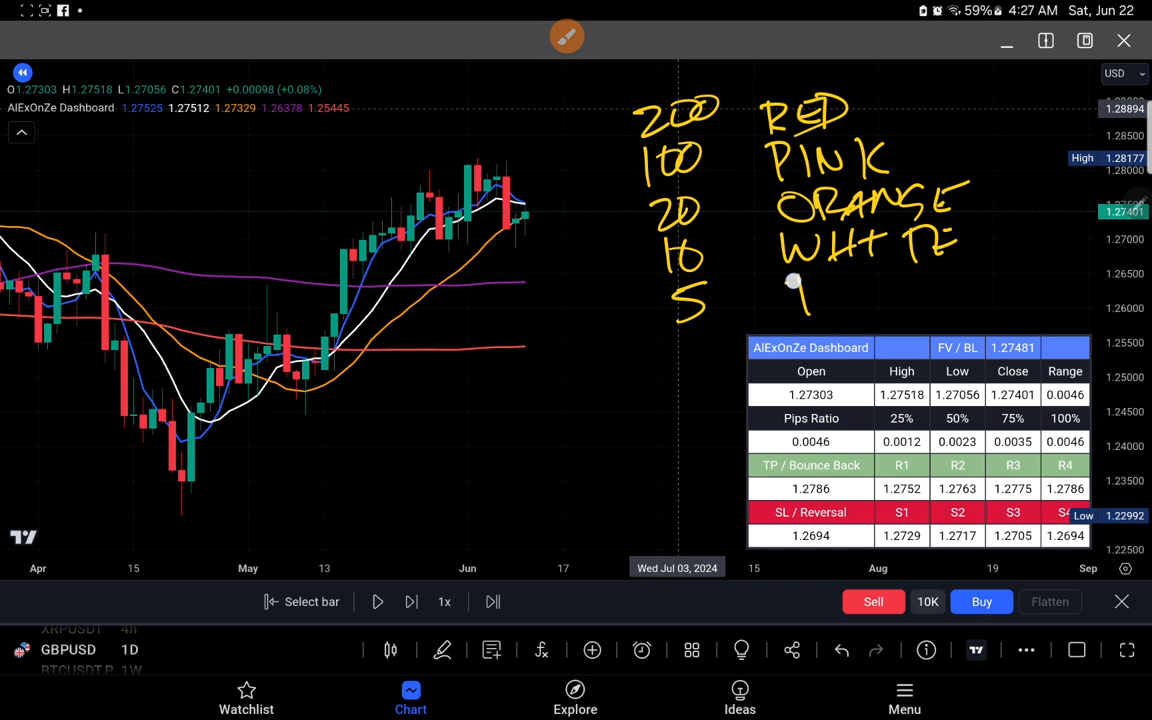 59% 4:27 AM Sat, Jun 22
USD
O1.27303 H1.27518 L1.27056 C1.27401 +0.00098 (+0.08%)
AlExOnZe Dashboard 1.27525 1.27512 1.27329 1.26378 1.25445
200 RED
100 PINK
20 ORANGE
10 WHITE
5
1.28894
1.28500
High 1.28177
1.28000
1.27401
1.27000
1.26500
1.26000
1.25500
1.25000
1.24500
1.24000
1.23500
Low 1.22992
1.22500
AlExOnZe Dashboard FV / BL 1.27481
Open High Low Close Range
1.27303 1.27518 1.27056 1.27401 0.0046
Pips Ratio 25% 50% 75% 100%
0.0046 0.0012 0.0023 0.0035 0.0046
TP / Bounce Back R1 R2 R3 R4
1.2786 1.2752 1.2763 1.2775 1.2786
SL / Reversal S1 S2 S3
1.2694 1.2729 1.2717 1.2705 1.2694
Apr 15 May 13 Jun 17 Wed Jul 03, 2024 15 Aug 19 Sep
Select bar 1x Sell 10K Buy Flatten
XRPUSDT 4h
GBPUSD 1D
BTCUSDT.P 1W
Watchlist Chart Explore Ideas Menu